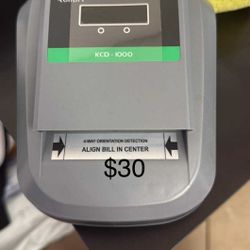 KCD - 1000
4-WAY ORIENTATION DETECTION
ALIGN BILL IN CENTER
$30